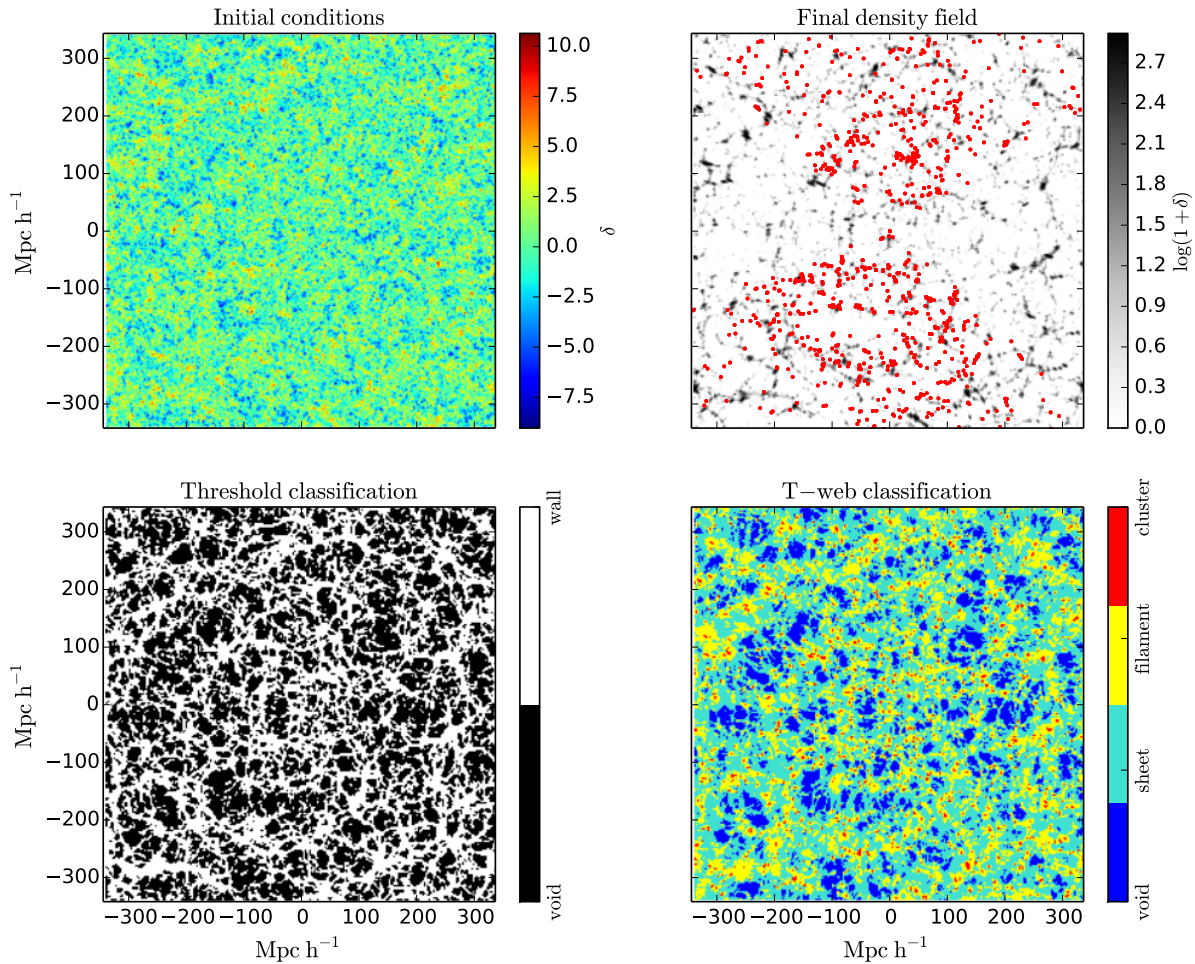 Initial conditions
Final density field
300
200
100
0
−100
−200
−300
Mpc h−1
10.0
7.5
5.0
2.5
0.0
−2.5
−5.0
−7.5
δ
2.7
2.4
2.1
1.8
1.5
1.2
0.9
0.6
0.3
0.0
log(1 + δ)
Threshold classification
T−web classification
300
200
100
0
−100
−200
−300
Mpc h−1
wall
void
cluster
filament
sheet
void
−300 −200 −100 0 100 200 300
Mpc h−1
−300 −200 −100 0 100 200 300
Mpc h−1